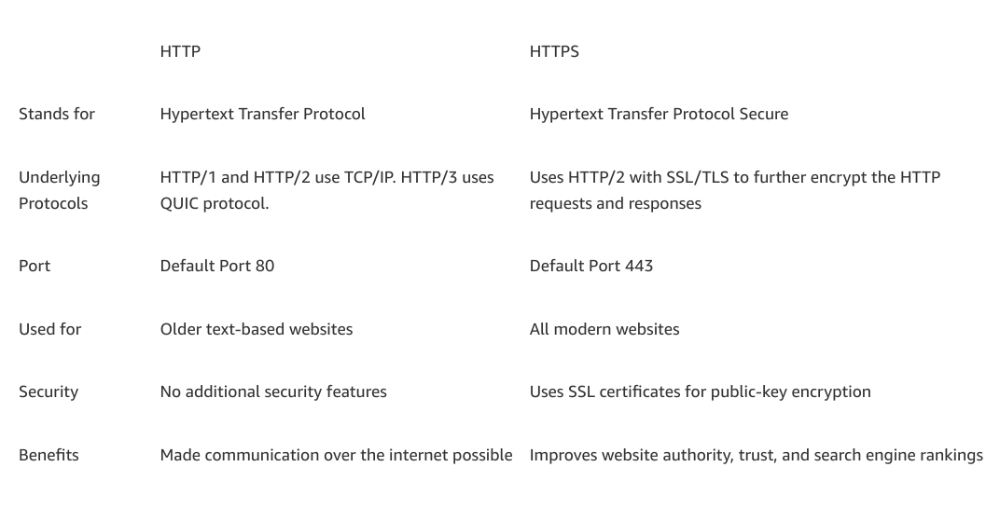 HTTP HTTPS
Stands for Hypertext Transfer Protocol Hypertext Transfer Protocol Secure
Underlying HTTP/1 and HTTP/2 use TCP/IP. HTTP/3 uses Uses HTTP/2 with SSL/TLS to further encrypt the HTTP
Protocols QUIC protocol. requests and responses
Port Default Port 80 Default Port 443
Used for Older text-based websites All modern websites
Security No additional security features Uses SSL certificates for public-key encryption
Benefits Made communication over the internet possible Improves website authority, trust, and search engine rankings